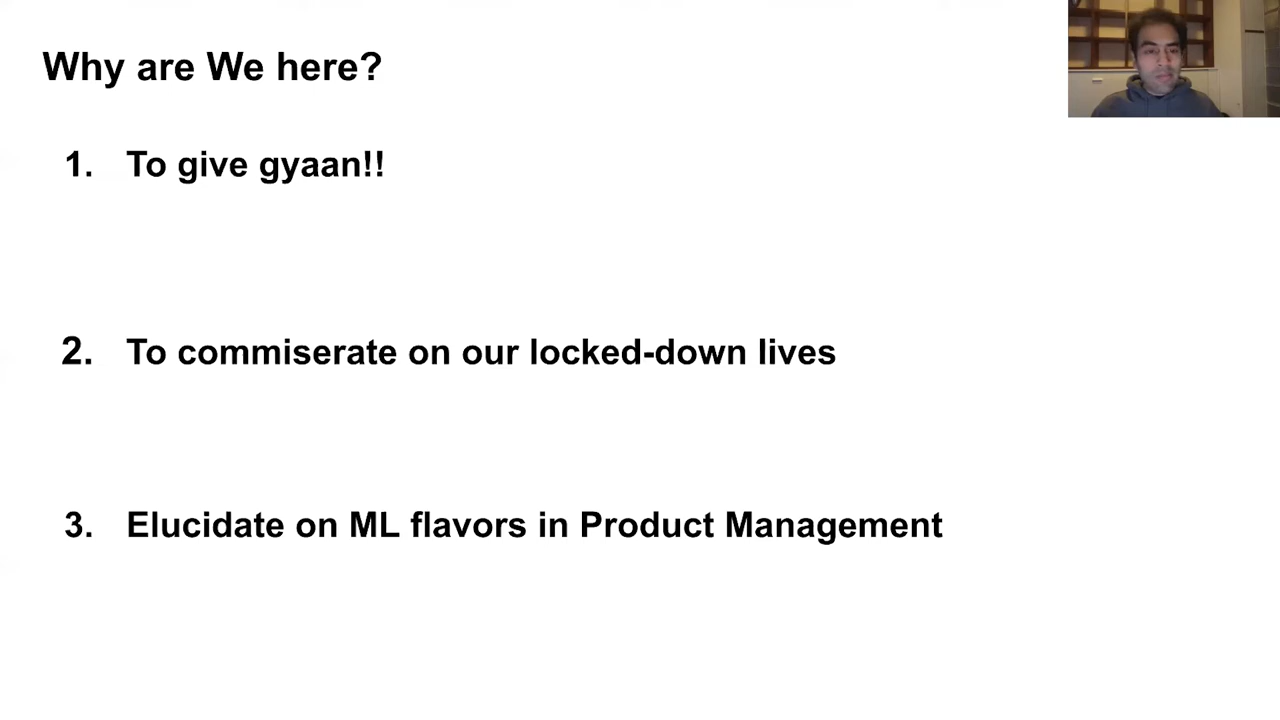 Why are We here?
1. To give gyaan!!
2. To commiserate on our locked-down lives
3. Elucidate on ML flavors in Product Management